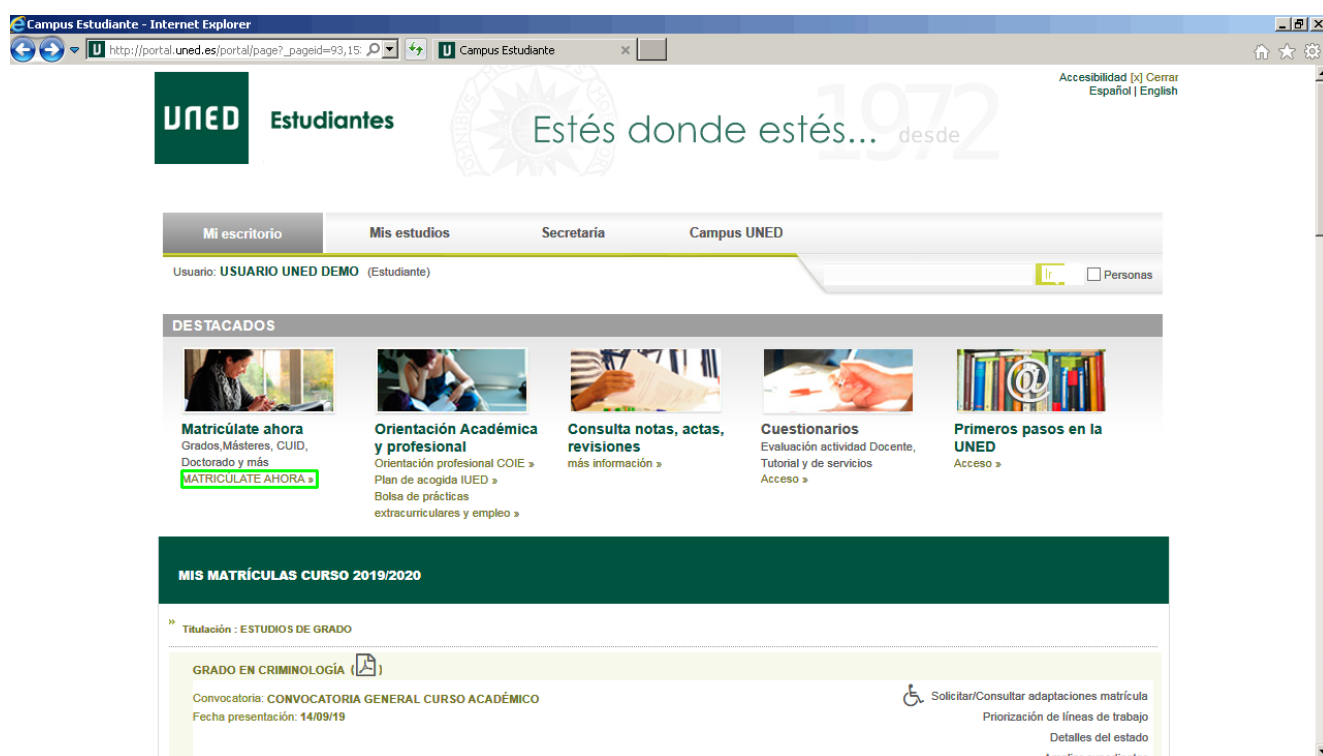 Campus Estudiante - Internet Explorer
http://portal.uned.es/portal/page?_pageid=93,15
Campus Estudiante
Accesibilidad [x] Cerrar
Español | English
UNED
Estudiantes
Estés donde estés... desde 1972
Mi escritorio
Mis estudios
Secretaría
Campus UNED
Usuario: USUARIO UNED DEMO (Estudiante)
Ir
Personas
DESTACADOS
Matricúlate ahora
Grados,Másteres, CUID,
Doctorado y más
MATRICÚLATE AHORA »
Orientación Académica
y profesional
Orientación profesional COIE »
Plan de acogida IUED »
Bolsa de prácticas
extracurriculares y empleo »
Consulta notas, actas,
revisiones
más información »
Cuestionarios
Evaluación actividad Docente,
Tutorial y de servicios
Acceso »
Primeros pasos en la
UNED
Acceso »
MIS MATRÍCULAS CURSO 2019/2020
» Titulación : ESTUDIOS DE GRADO
GRADO EN CRIMINOLOGÍA ( )
Convocatoria: CONVOCATORIA GENERAL CURSO ACADÉMICO
Fecha presentación: 14/09/19
Solicitar/Consultar adaptaciones matrícula
Priorización de líneas de trabajo
Detalles del estado